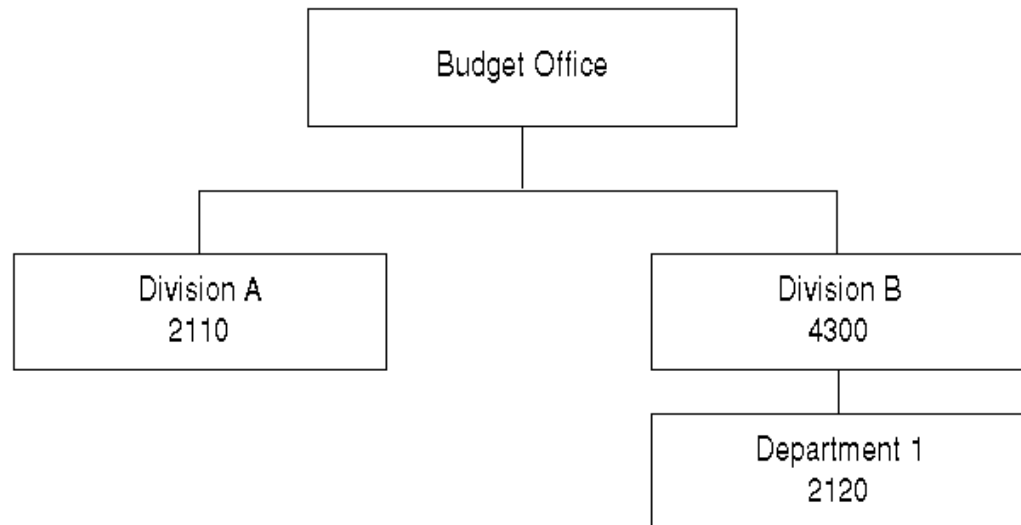 Budget Office
Division A
2110
Division B
4300
Department 1
2120